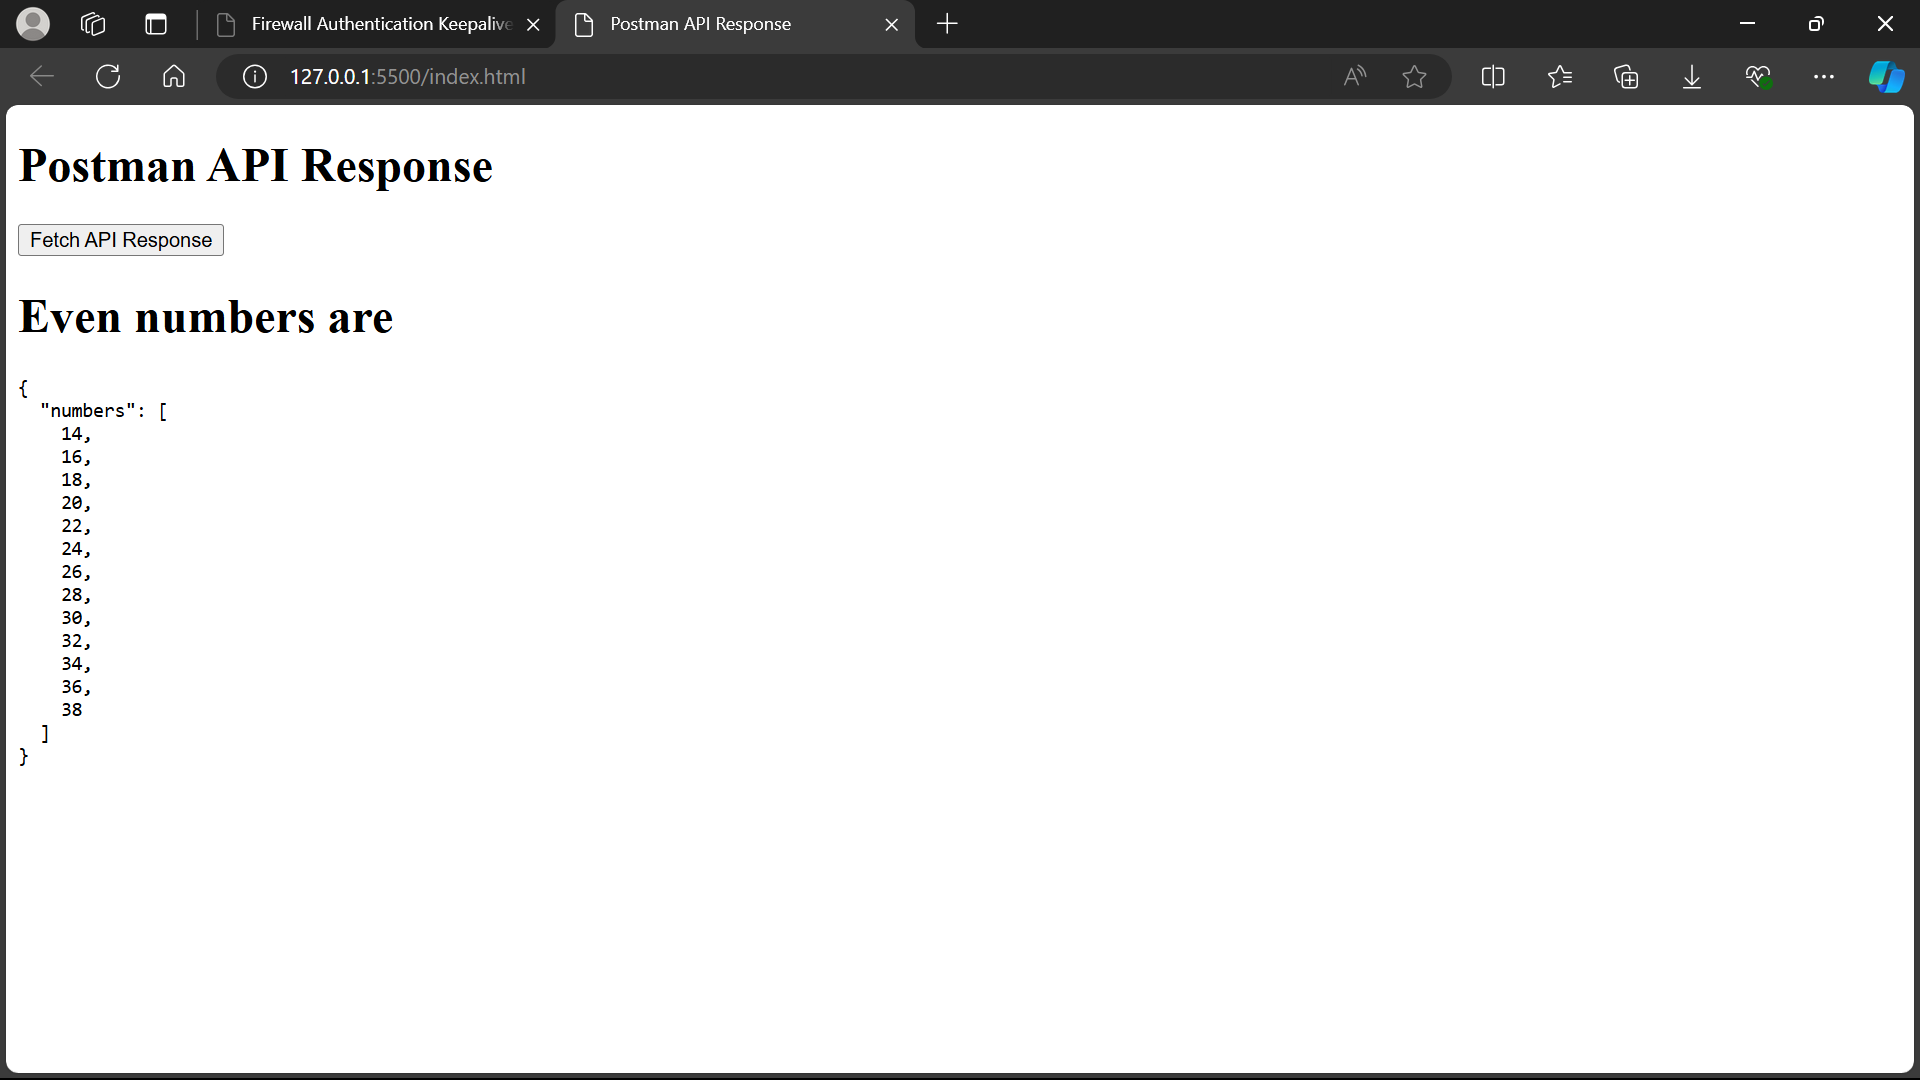 Firewall Authentication Keepalive
Postman API Response
127.0.0.1:5500/index.html
Postman API Response
Fetch API Response
Even numbers are
{
"numbers": [
14,
16,
18,
20,
22,
24,
26,
28,
30,
32,
34,
36,
38
]
}